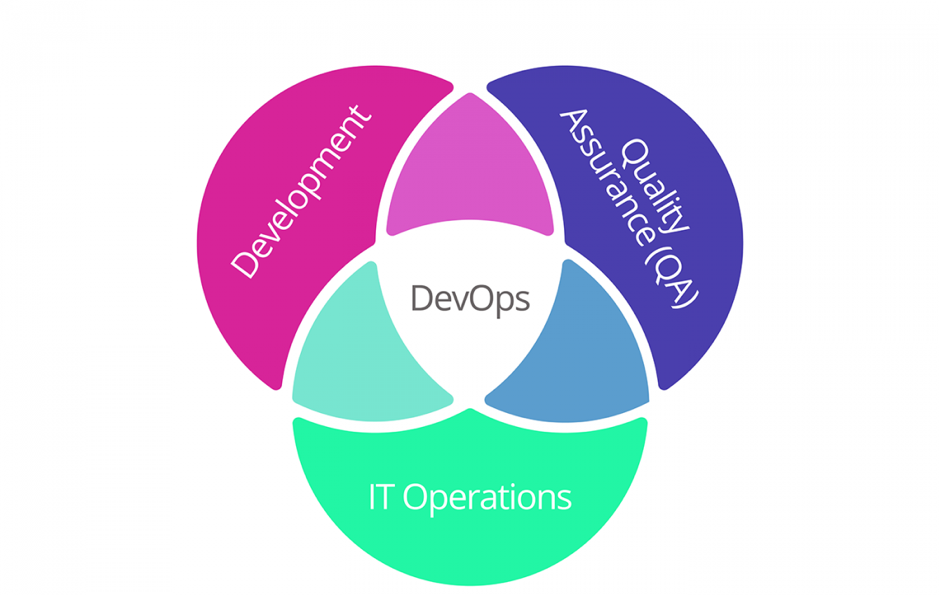 Development
Quality
Assurance (QA)
DevOps
IT Operations